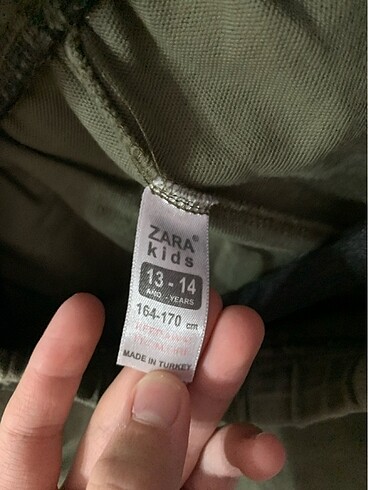 ZARA®
kids
13 - 14
AÑO - YEARS
164-170 cm
MADE IN TURKEY